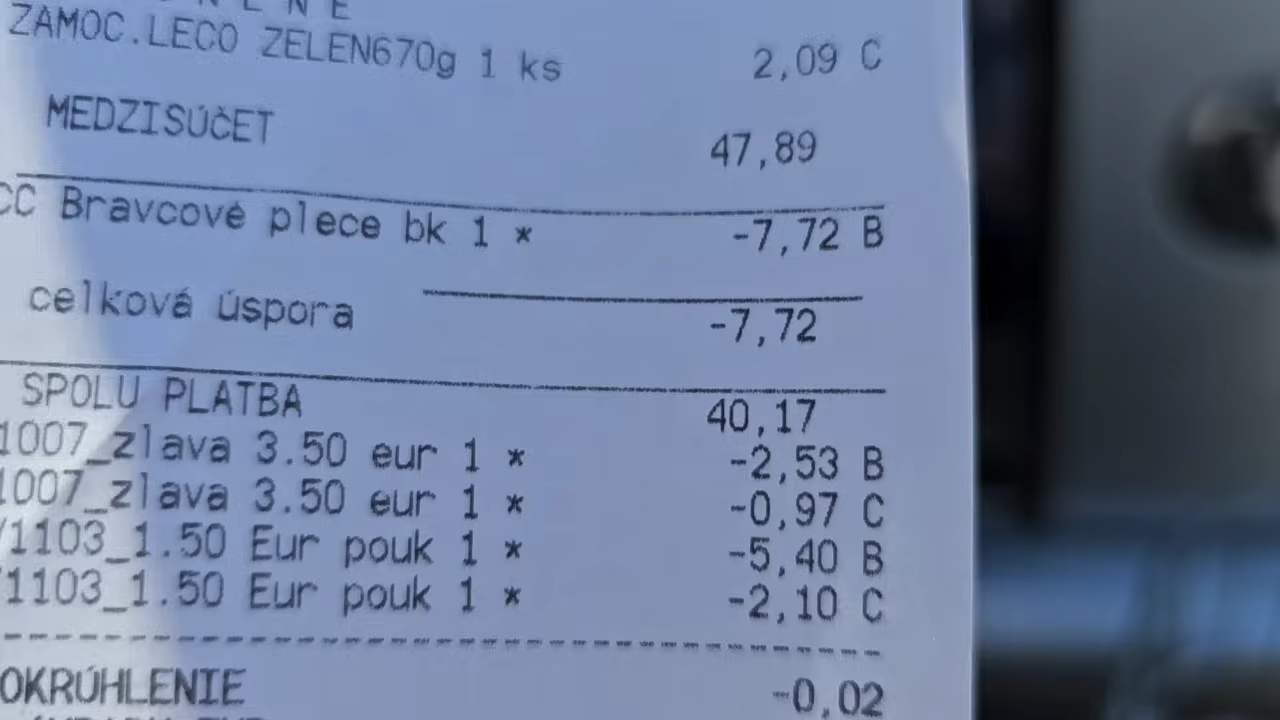 ZAMOC.LECO ZELEN670g 1 ks 2,09 C
MEDZISÚČET 47,89
CC Bravcové plece bk 1 * -7,72 B
celková úspora -7,72
SPOLU PLATBA 40,17
1007_zlava 3.50 eur 1 * -2,53 B
1007_zlava 3.50 eur 1 * -0,97 C
/1103_1.50 Eur pouk 1 * -5,40 B
/1103_1.50 Eur pouk 1 * -2,10 C
OKRÚHLENIE -0,02